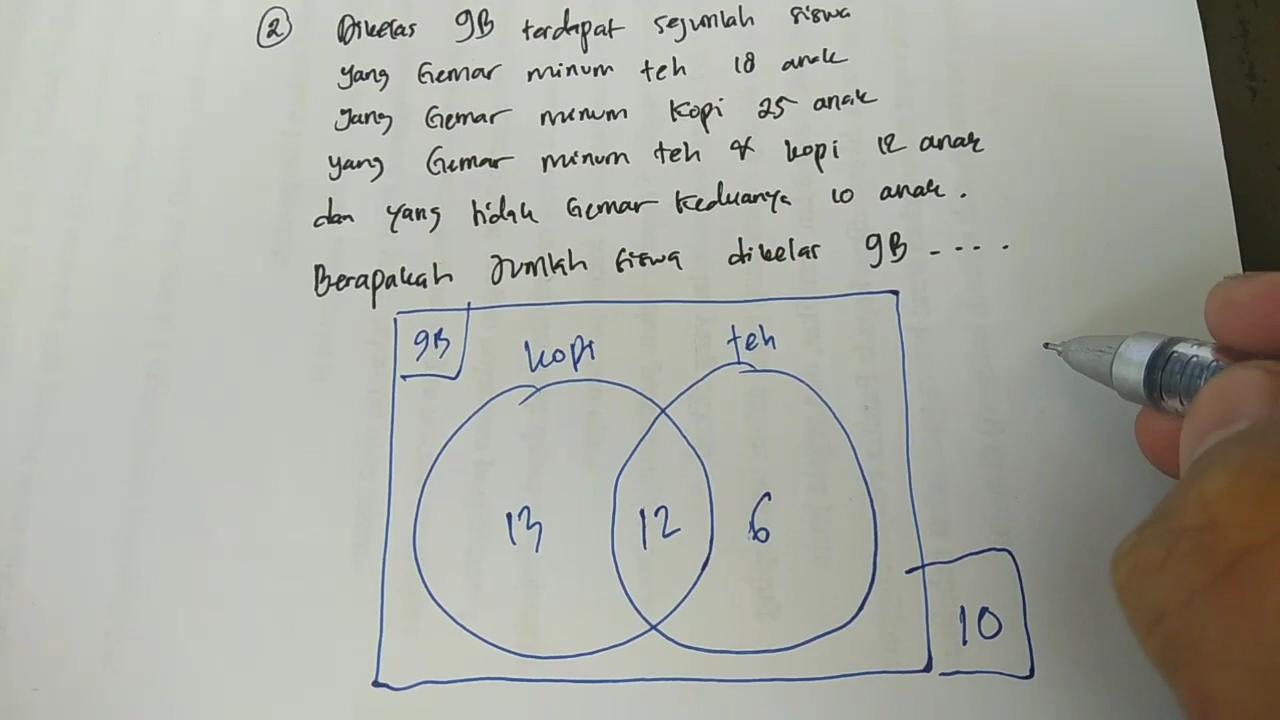 2 Dikelas 9B terdapat sejumlah siswa
yang Gemar minum teh 18 anak
yang Gemar minum kopi 25 anak
yang Gemar minum teh & kopi 12 anak
dan yang tidak Gemar keduanya 10 anak.
Berapakah Jumlah siswa dikelas 9B ....
9B
kopi
teh
13
12
6
10